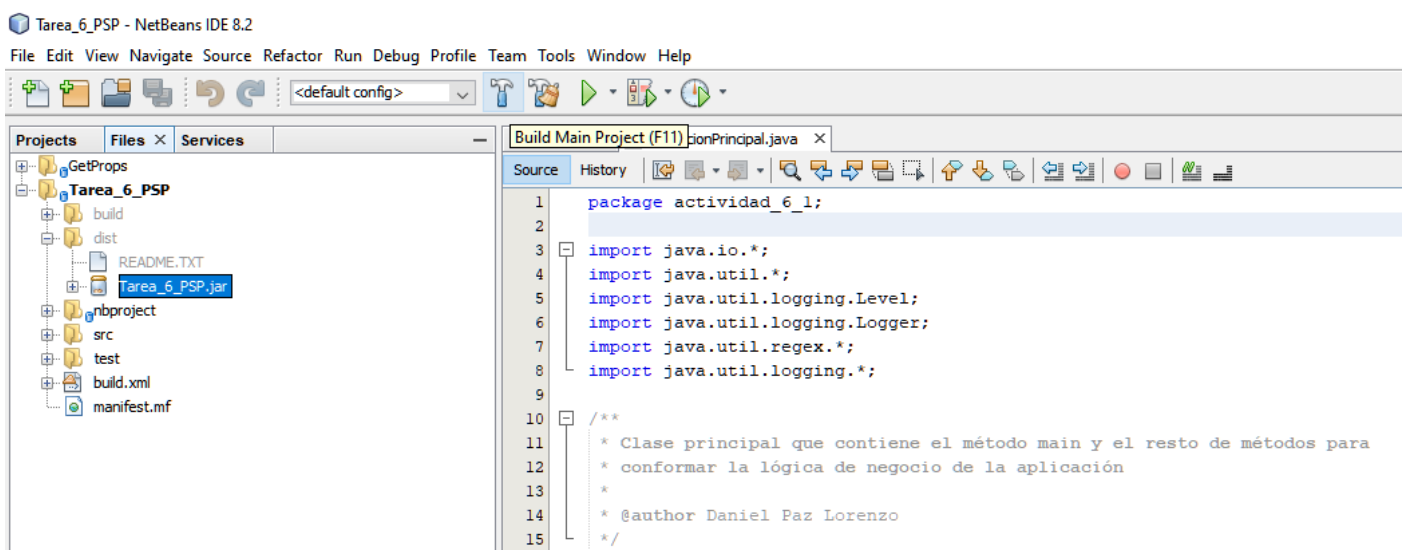 Tarea_6_PSP - NetBeans IDE 8.2
File Edit View Navigate Source Refactor Run Debug Profile Team Tools Window Help
<default config>
Projects Files Services
Build Main Project (F11) cionPrincipal.java
GetProps
Source History
Tarea_6_PSP
build
dist
README.TXT
Tarea_6_PSP.jar
nbproject
src
test
build.xml
manifest.mf
1 package actividad_6_1;
2
3 import java.io.*;
4 import java.util.*;
5 import java.util.logging.Level;
6 import java.util.logging.Logger;
7 import java.util.regex.*;
8 import java.util.logging.*;
9
10 /**
11 * Clase principal que contiene el método main y el resto de métodos para
12 * conformar la lógica de negocio de la aplicación
13 *
14 * @author Daniel Paz Lorenzo
15 */